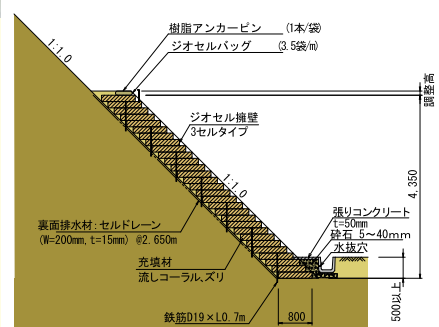 樹脂アンカーピン (1本/袋)
ジオセルバッグ (3.5袋/m)
1:1.0
調整高
ジオセル擁壁
3セルタイプ
1:1.0
4.350
張りコンクリート
t=50mm
砕石 5～40mm
水抜穴
裏面排水材:セルドレーン
(W=200mm,t=15mm) @2.650m
充填材
流しコーラル,ズリ
500以上
鉄筋D19×L0.7m
800